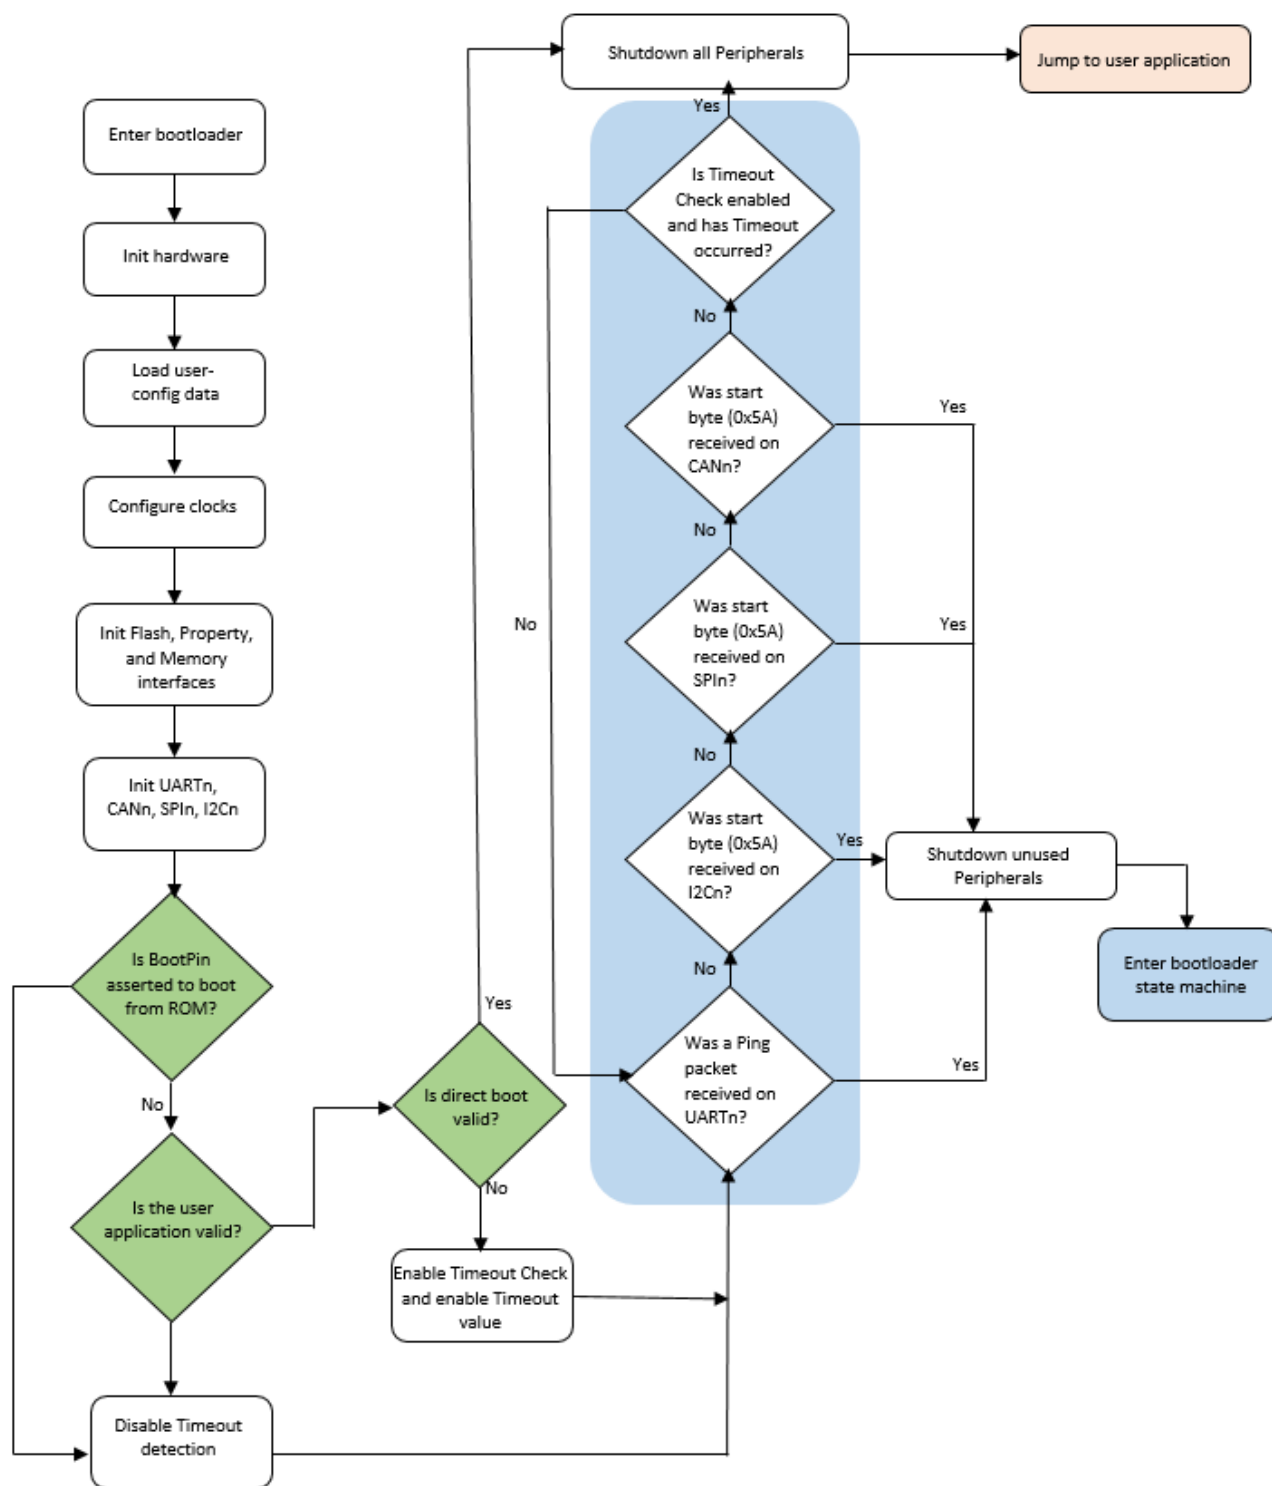 Shutdown all Peripherals
Jump to user application
Enter bootloader
Yes
Is Timeout
Check enabled
and has Timeout
occurred?
Init hardware
No
Load user-
config data
Was start
byte (0x5A)
received on
CANn?
Yes
Configure clocks
No
Init Flash, Property,
and Memory
interfaces
No
Was start
byte (0x5A)
received on
SPIn?
Yes
Init UARTn,
CANn, SPIn, I2Cn
No
Was start
byte (0x5A)
received on
I2Cn?
Yes
Shutdown unused
Peripherals
Is BootPin
asserted to boot
from ROM?
Enter bootloader
state machine
No
Yes
Was a Ping
packet
received on
UARTn?
Yes
No
Is direct boot
valid?
Is the user
application valid?
No
Enable Timeout Check
and enable Timeout
value
Disable Timeout
detection